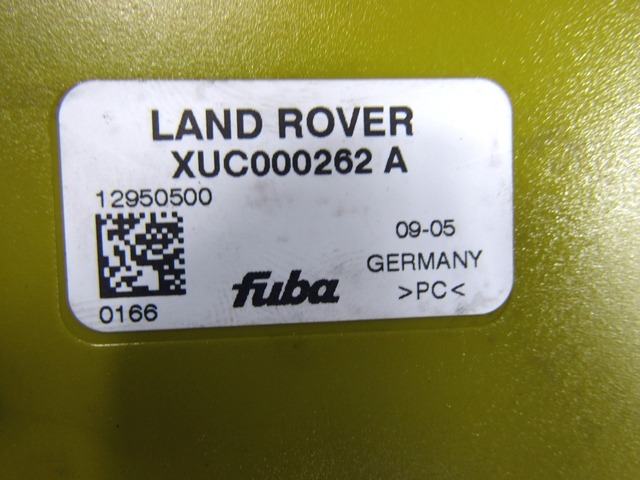 LAND ROVER
XUC000262 A
12950500
09-05
GERMANY
0166
fuba
>PC<